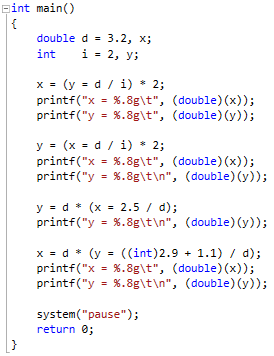 int main()
{
double d = 3.2, x;
int i = 2, y;
x = (y = d / i) * 2;
printf("x = %.8g\t", (double)(x));
printf("y = %.8g\t", (double)(y));
y = (x = d / i) * 2;
printf("x = %.8g\t", (double)(x));
printf("y = %.8g\t\n", (double)(y));
y = d * (x = 2.5 / d);
printf("y = %.8g\t\n", (double)(y));
x = d * (y = ((int)2.9 + 1.1) / d);
printf("x = %.8g\t", (double)(x));
printf("y = %.8g\t\n", (double)(y));
system("pause");
return 0;
}